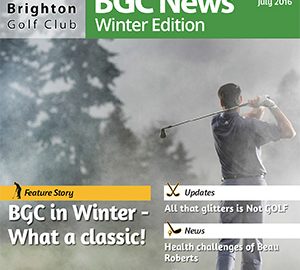 Brighton
Golf Club
BGC News
Winter Edition
July 2016
Feature Story
BGC in Winter -
What a classic!
Updates
All that glitters is Not GOLF
News
Health challenges of Beau
Roberts